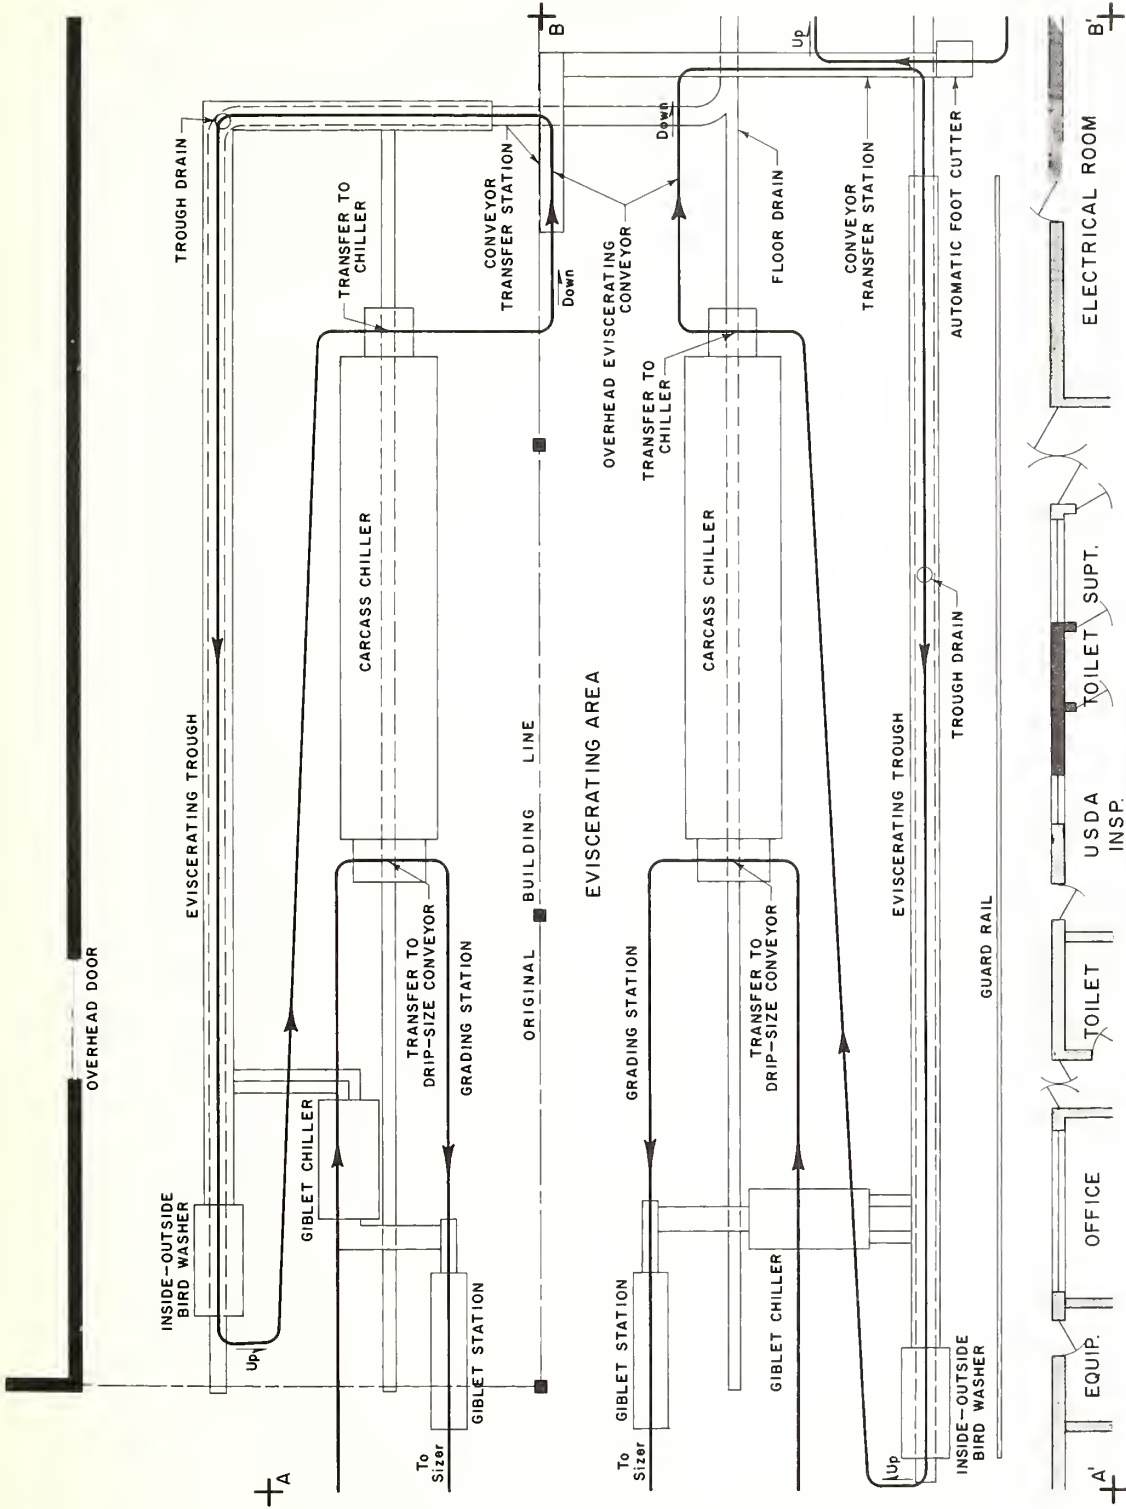 OVERHEAD DOOR
TROUGH DRAIN
EVISCERATING TROUGH
INSIDE-OUTSIDE
BIRD WASHER
Up
A
TRANSFER TO
CHILLER
CARCASS CHILLER
GIBLET CHILLER
TRANSFER TO
DRIP-SIZE CONVEYOR
GRADING STATION
GIBLET STATION
To
Sizer
CONVEYOR
TRANSFER STATION
Down
B
ORIGINAL BUILDING LINE
EVISCERATING AREA
OVERHEAD EVISCERATING
CONVEYOR
Down
TRANSFER TO
CHILLER
CARCASS CHILLER
FLOOR DRAIN
GRADING STATION
TRANSFER TO
DRIP-SIZE CONVEYOR
GIBLET STATION
To
Sizer
GIBLET CHILLER
Up
CONVEYOR
TRANSFER STATION
AUTOMATIC FOOT CUTTER
EVISCERATING TROUGH
TROUGH DRAIN
Up
INSIDE-OUTSIDE
BIRD WASHER
GUARD RAIL
A'
EQUIP.
OFFICE
TOILET
USDA
INSP.
TOILET
SUPT.
ELECTRICAL ROOM
B'